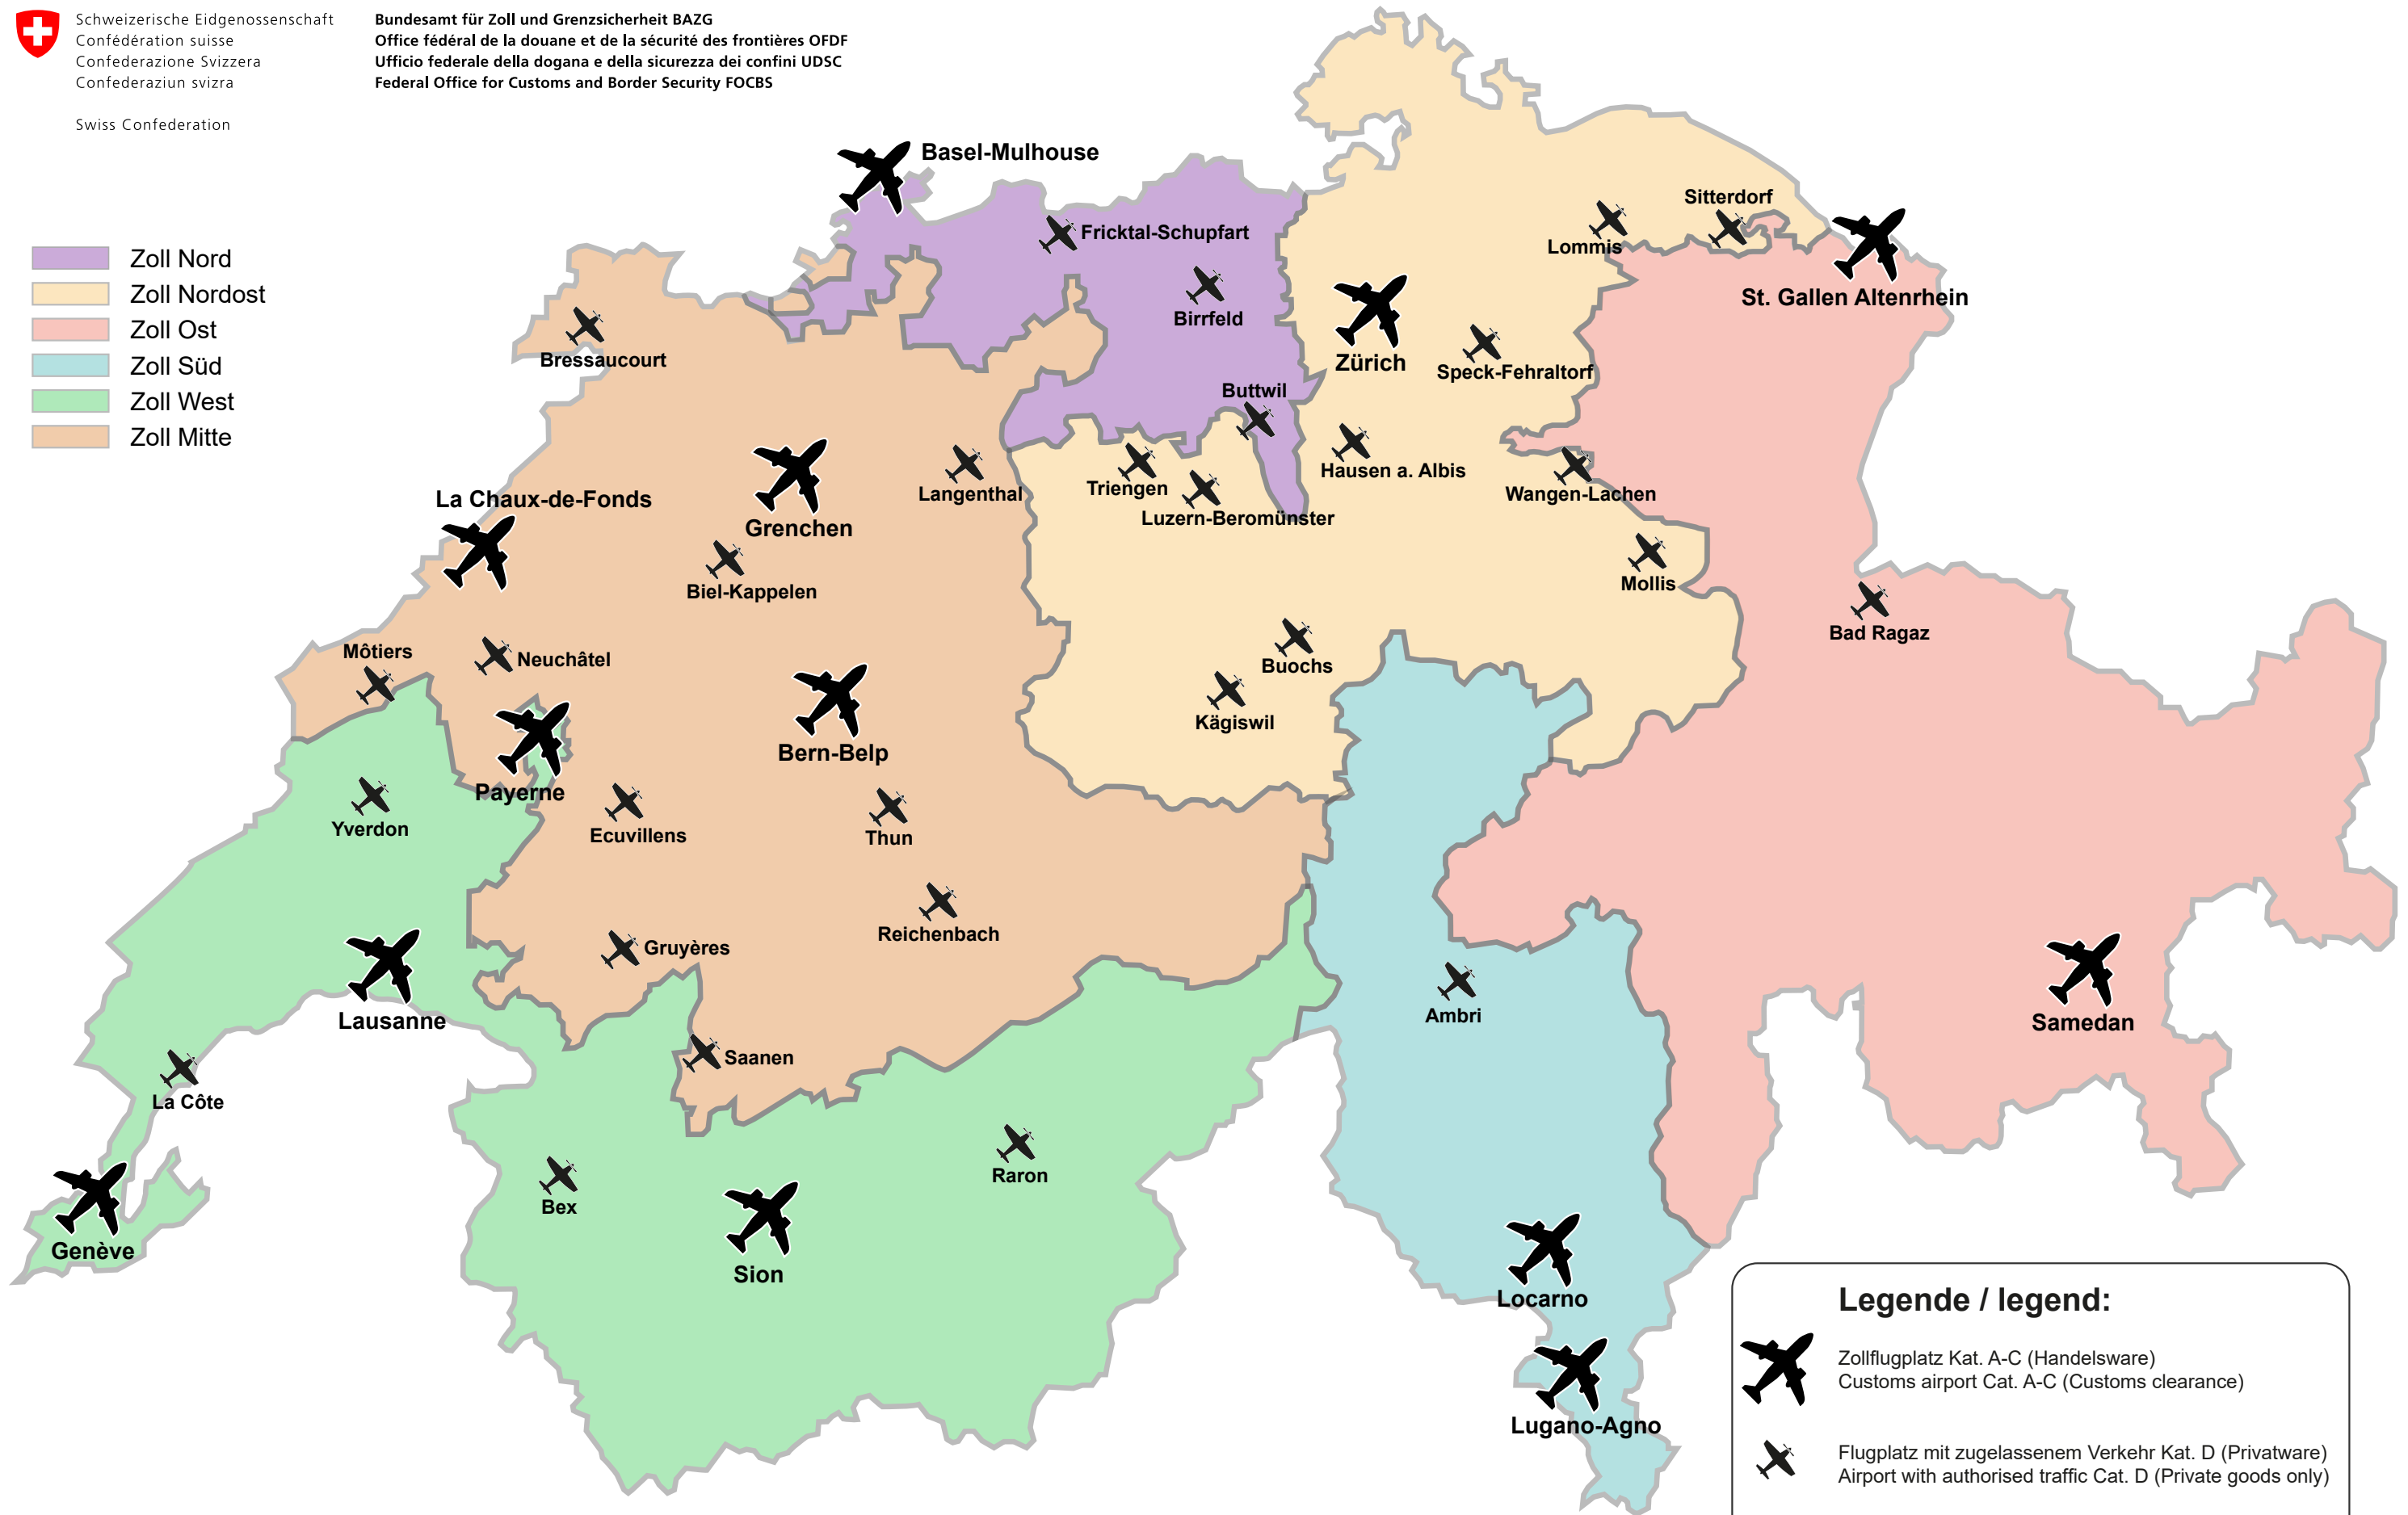 Schweizerische Eidgenossenschaft
Confédération suisse
Confederazione Svizzera
Confederaziun svizra
Swiss Confederation
Bundesamt für Zoll und Grenzsicherheit BAZG
Office fédéral de la douane et de la sécurité des frontières OFDF
Ufficio federale della dogana e della sicurezza dei confini UDSC
Federal Office for Customs and Border Security FOCBS
Zoll Nord
Zoll Nordost
Zoll Ost
Zoll Süd
Zoll West
Zoll Mitte
Basel-Mulhouse
Fricktal-Schupfart
Birrfeld
Buttwil
Sitterdorf
Lommis
St. Gallen Altenrhein
Zürich
Speck-Fehraltorf
Bressaucourt
Hausen a. Albis
Wangen-Lachen
Langenthal
Triengen
Luzern-Beromünster
La Chaux-de-Fonds
Grenchen
Biel-Kappelen
Mollis
Bad Ragaz
Môtiers
Neuchâtel
Buochs
Kägiswil
Bern-Belp
Payerne
Yverdon
Ecuvillens
Thun
Reichenbach
Gruyères
Lausanne
Saanen
Ambri
Samedan
La Côte
Genève
Bex
Raron
Sion
Locarno
Lugano-Agno
Legende / legend:
Zollflugplatz Kat. A-C (Handelsware)
Customs airport Cat. A-C (Customs clearance)
Flugplatz mit zugelassenem Verkehr Kat. D (Privatware)
Airport with authorised traffic Cat. D (Private goods only)